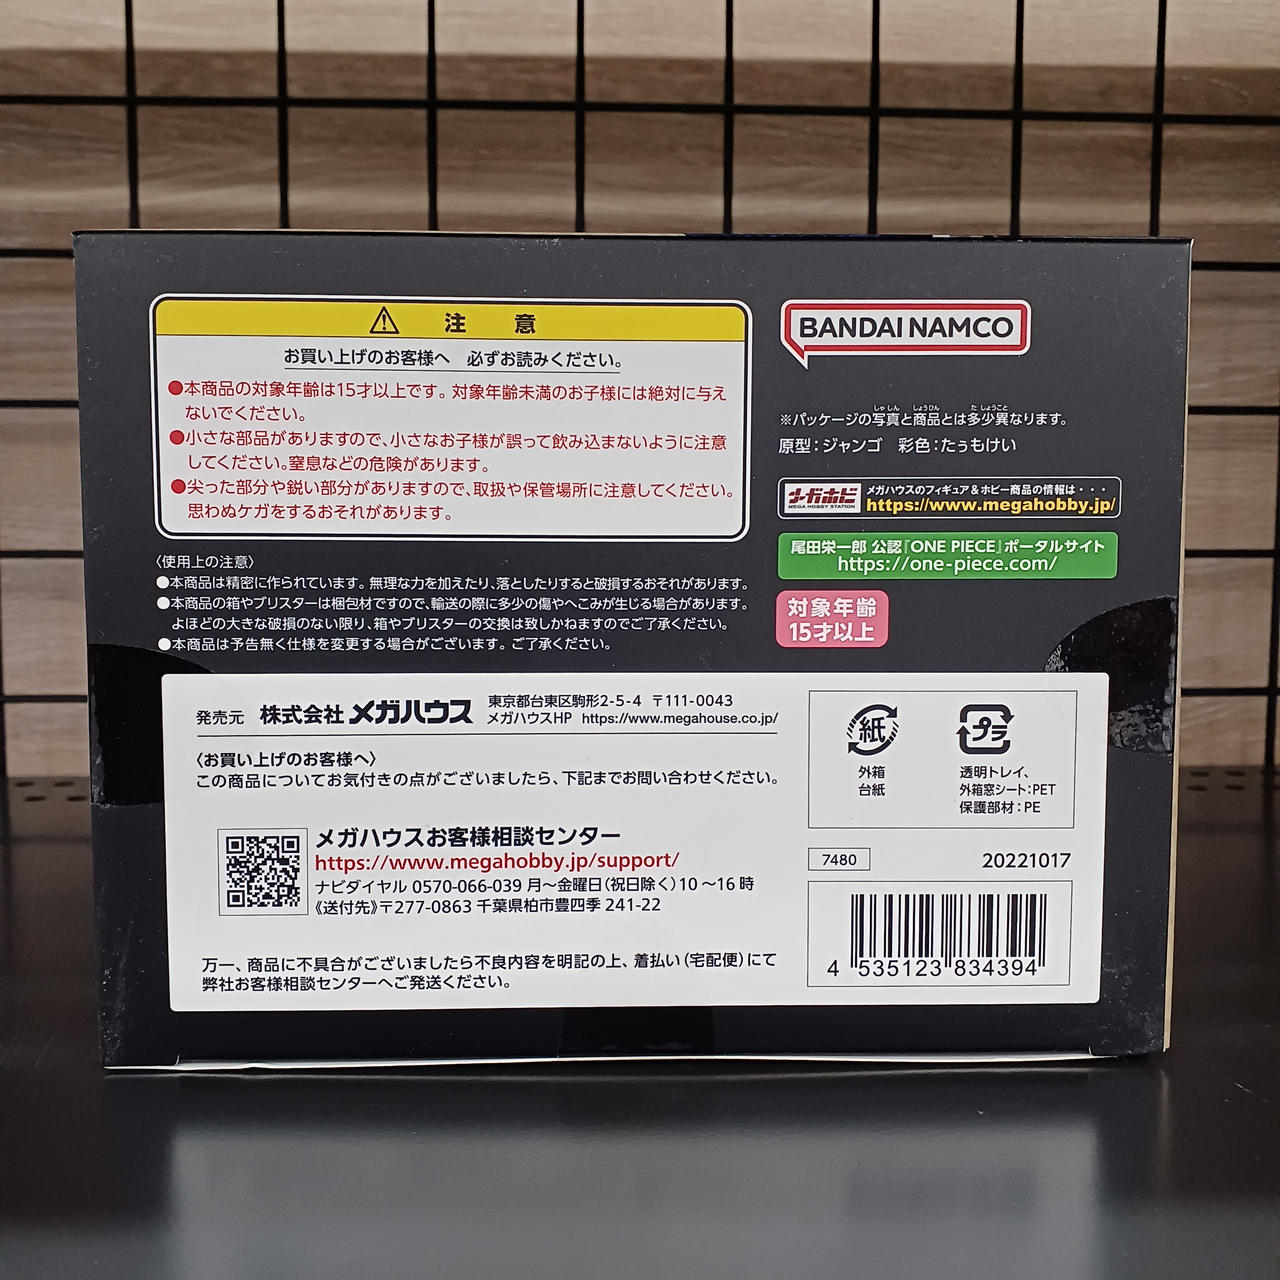 注 意
お買い上げのお客様へ 必ずお読みください。
●本商品の対象年齢は15才以上です。対象年齢未満のお子様には絶対に与え
ないでください。
●小さな部品がありますので、小さなお子様が誤って飲み込まないように注意
してください。窒息などの危険があります。
●尖った部分や鋭い部分がありますので、取扱や保管場所に注意してください。
思わぬケガをするおそれがあります。
〈使用上の注意〉
●本商品は精密に作られています。無理な力を加えたり、落としたりすると破損するおそれがあります。
●本商品の箱やブリスターは梱包材ですので、輸送の際に多少の傷やへこみが生じる場合があります。
よほどの大きな破損のない限り、箱やブリスターの交換は致しかねますのでご了承ください。
●本商品は予告無く仕様を変更する場合がございます。ご了承ください。
BANDAI NAMCO
しゃしん しょうひん たしょうこと
※パッケージの写真と商品とは多少異なります。
原型：ジャンゴ 彩色：たぅもけい
メガホビ
MEGA HOBBY STATION
メガハウスのフィギュア＆ホビー商品の情報は・・・
https://www.megahobby.jp/
尾田栄一郎 公認『ONE PIECE』ポータルサイト
https://one-piece.com/
対象年齢
15才以上
発売元 株式会社メガハウス
東京都台東区駒形2-5-4 〒111-0043
メガハウスHP https://www.megahouse.co.jp/
〈お買い上げのお客様へ〉
この商品についてお気付きの点がございましたら、下記までお問い合わせください。
メガハウスお客様相談センター
https://www.megahobby.jp/support/
ナビダイヤル 0570-066-039 月～金曜日（祝日除く）10～16時
《送付先》〒277-0863 千葉県柏市豊四季 241-22
万一、商品に不具合がございましたら不良内容を明記の上、着払い（宅配便）にて
弊社お客様相談センターへご発送ください。
紙
外箱
台紙
プラ
透明トレイ、
外箱窓シート：PET
保護部材：PE
7480
20221017
4 535123 834394